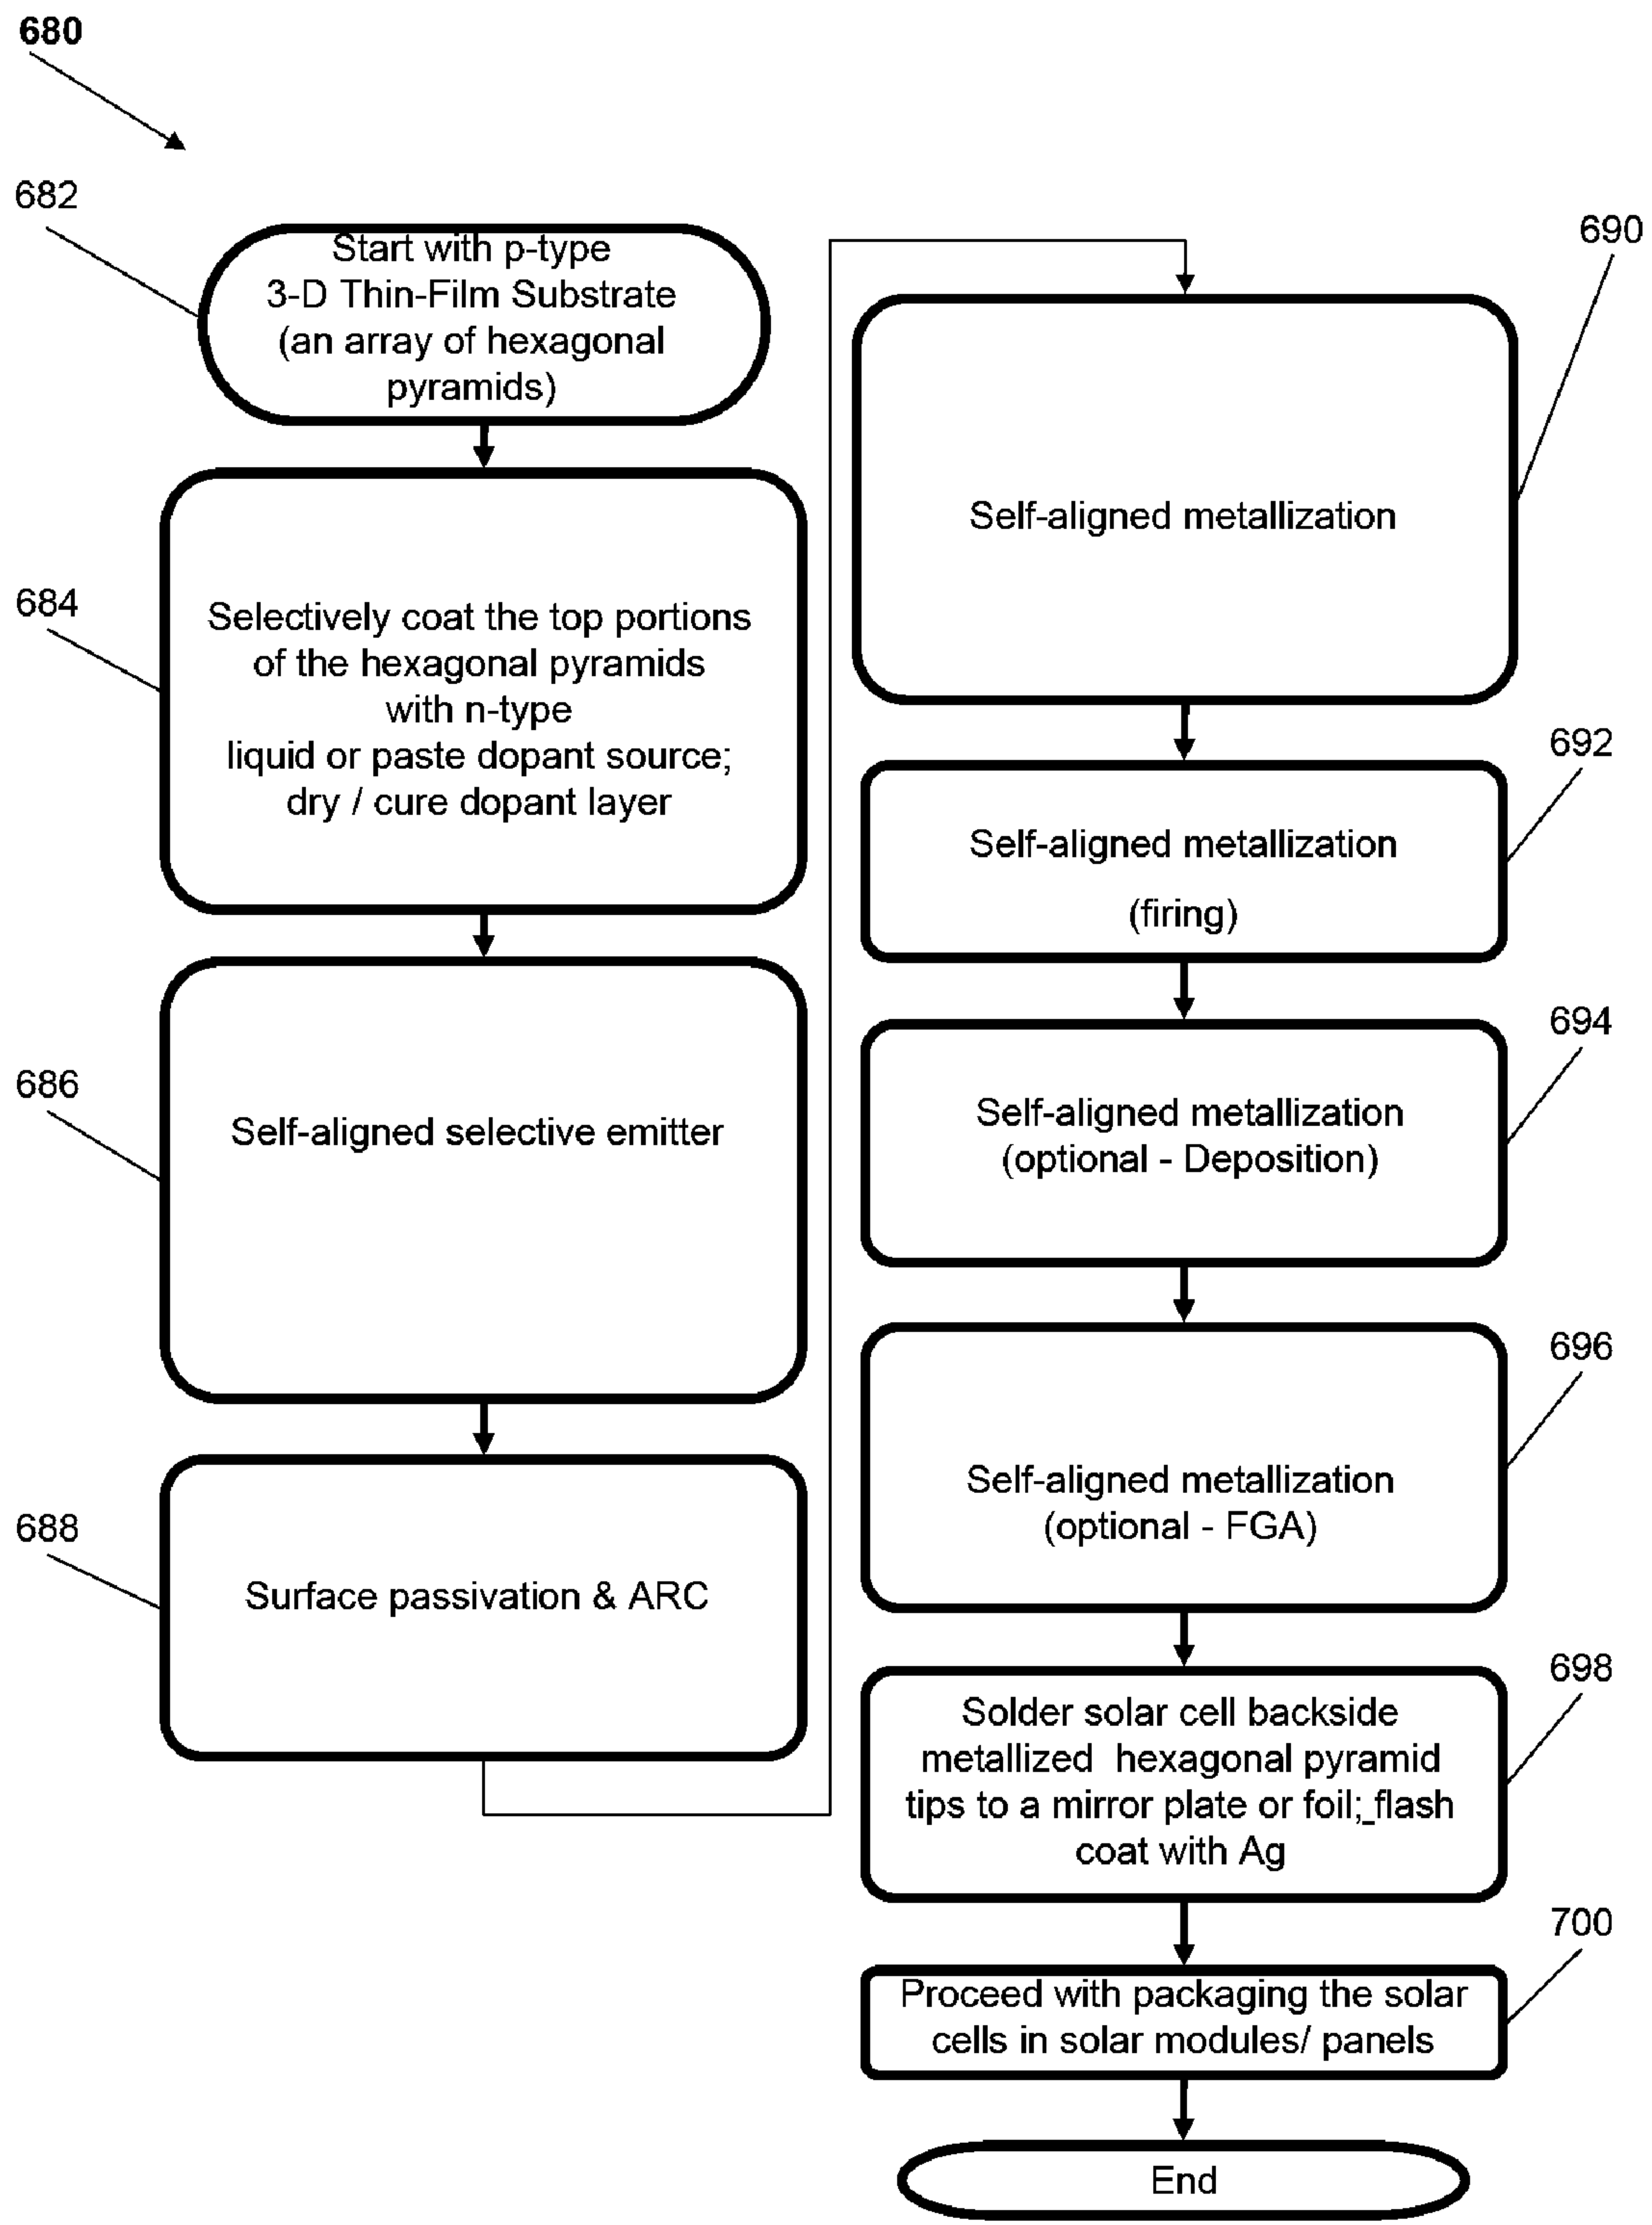 680
682
Start with p-type
3-D Thin-Film Substrate
(an array of hexagonal
pyramids)
684
Selectively coat the top portions
of the hexagonal pyramids
with n-type
liquid or paste dopant source;
dry / cure dopant layer
686
Self-aligned selective emitter
688
Surface passivation & ARC
690
Self-aligned metallization
692
Self-aligned metallization
(firing)
694
Self-aligned metallization
(optional - Deposition)
696
Self-aligned metallization
(optional - FGA)
698
Solder solar cell backside
metallized hexagonal pyramid
tips to a mirror plate or foil; flash
coat with Ag
700
Proceed with packaging the solar
cells in solar modules/ panels
End